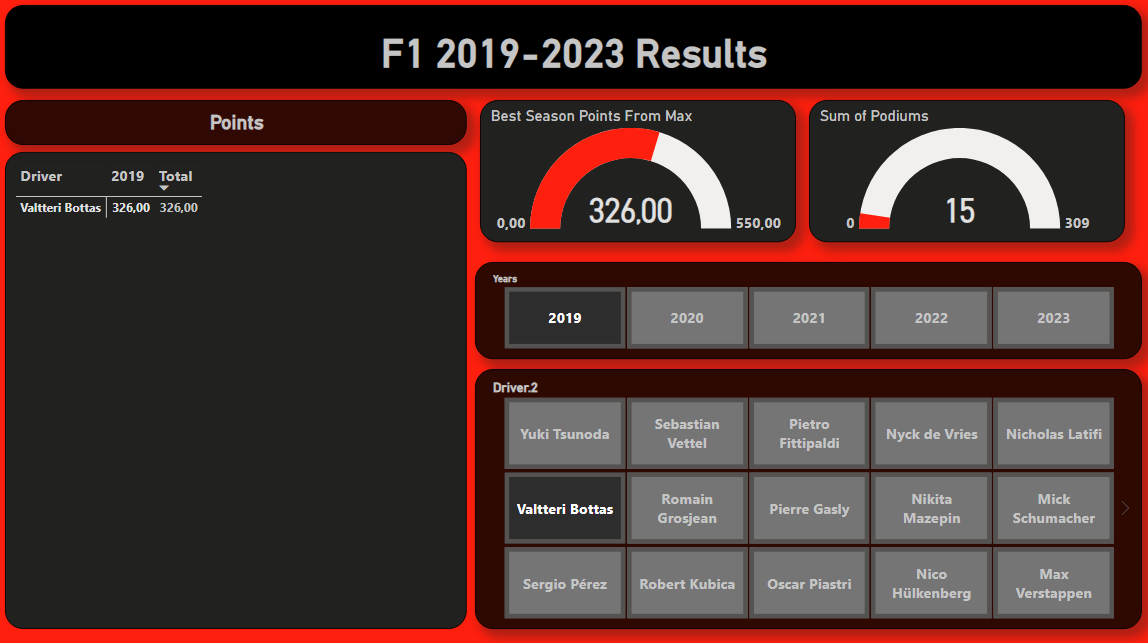 F1 2019-2023 Results
Points
Driver 2019 Total
Valtteri Bottas 326,00 326,00
Best Season Points From Max
326,00
0,00 550,00
Sum of Podiums
15
0 309
Years
2019 2020 2021 2022 2023
Driver.2
Yuki Tsunoda
Sebastian
Vettel
Pietro
Fittipaldi
Nyck de Vries
Nicholas Latifi
Valtteri Bottas
Romain
Grosjean
Pierre Gasly
Nikita
Mazepin
Mick
Schumacher
Sergio Pérez
Robert Kubica
Oscar Piastri
Nico
Hülkenberg
Max
Verstappen